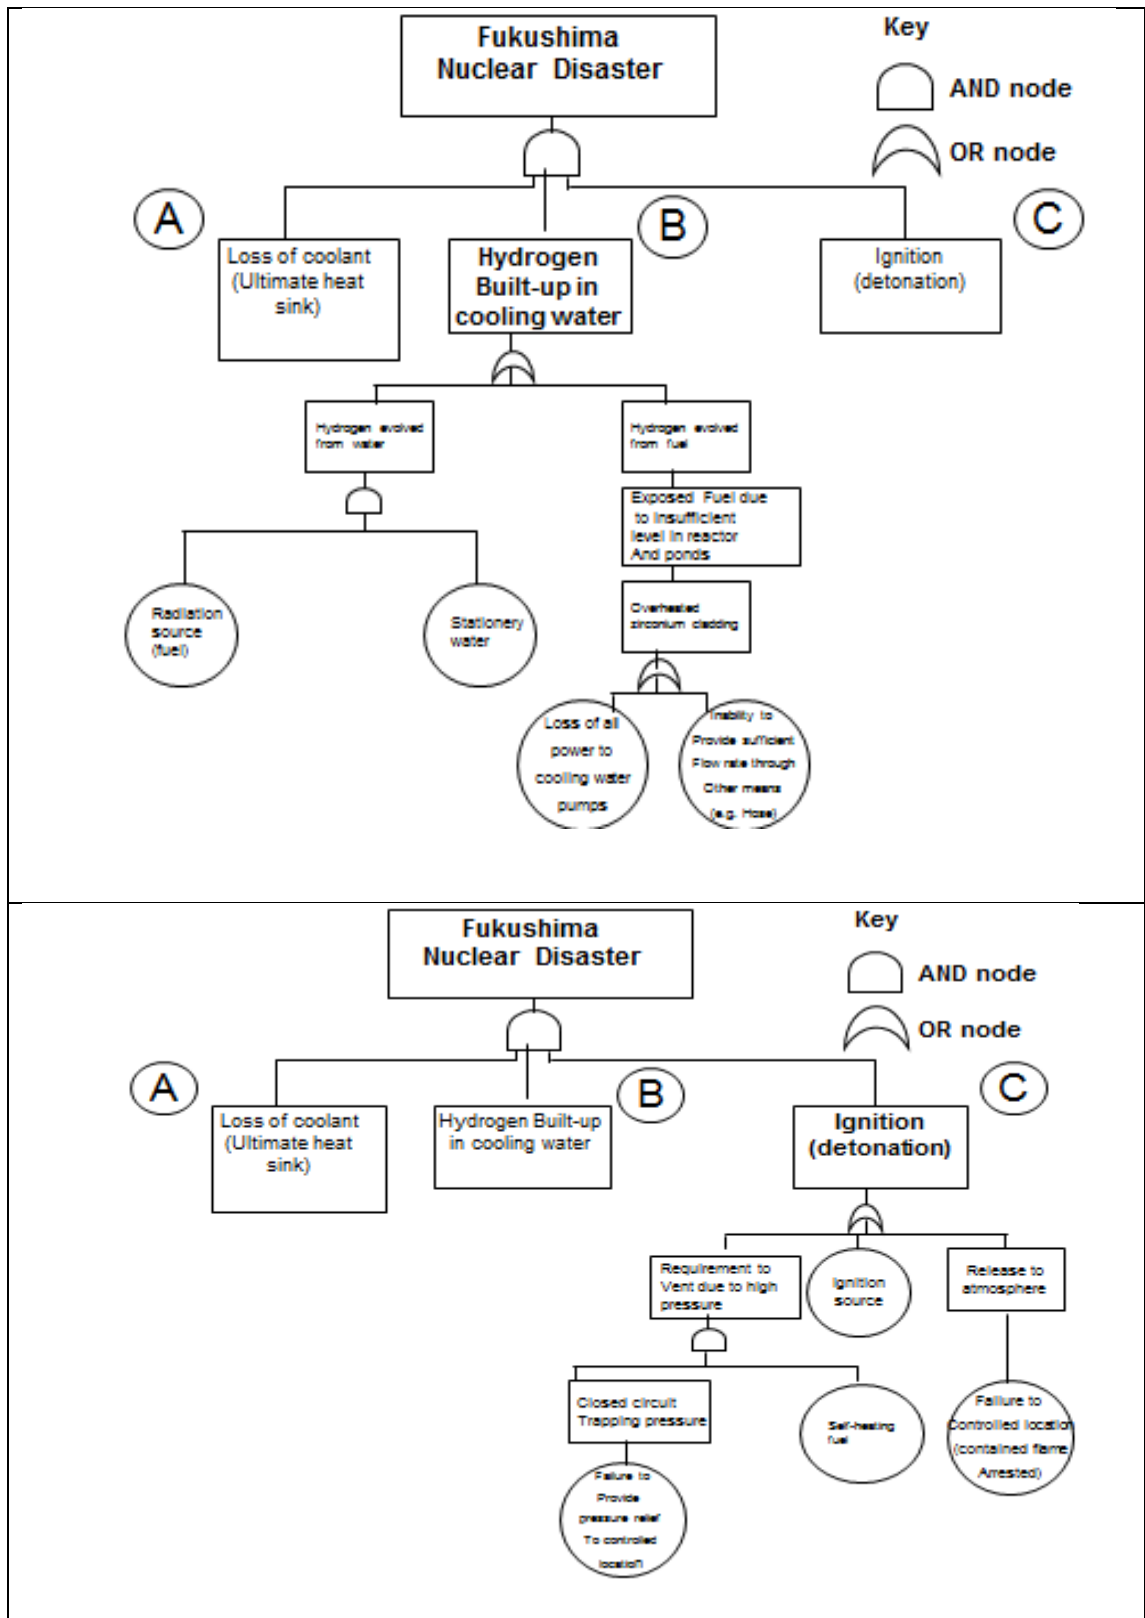 Fukushima
Nuclear Disaster
Key
AND node
OR node
A
B
C
Loss of coolant
(Ultimate heat
sink)
Hydrogen
Built-up in
cooling water
Ignition
(detonation)
Hydrogen evolved
from water
Hydrogen evolved
from fuel
Exposed Fuel due
to insufficient
level in reactor
And ponds
Radiation
source
(fuel)
Stationery
water
Overheated
zirconium cladding
Loss of all
power to
cooling water
pumps
Inability to
Provide sufficient
Flow rate through
Other means
(e.g. Hose)
Fukushima
Nuclear Disaster
Key
AND node
OR node
A
B
C
Loss of coolant
(Ultimate heat
sink)
Hydrogen Built-up
in cooling water
Ignition
(detonation)
Requirement to
Vent due to high
pressure
Ignition
source
Release to
atmosphere
Closed circuit
Trapping pressure
Self-heating
fuel
Failure to
Controlled location
(contained flame
Arrested)
Failure to
Provide
pressure relief
To controlled
location